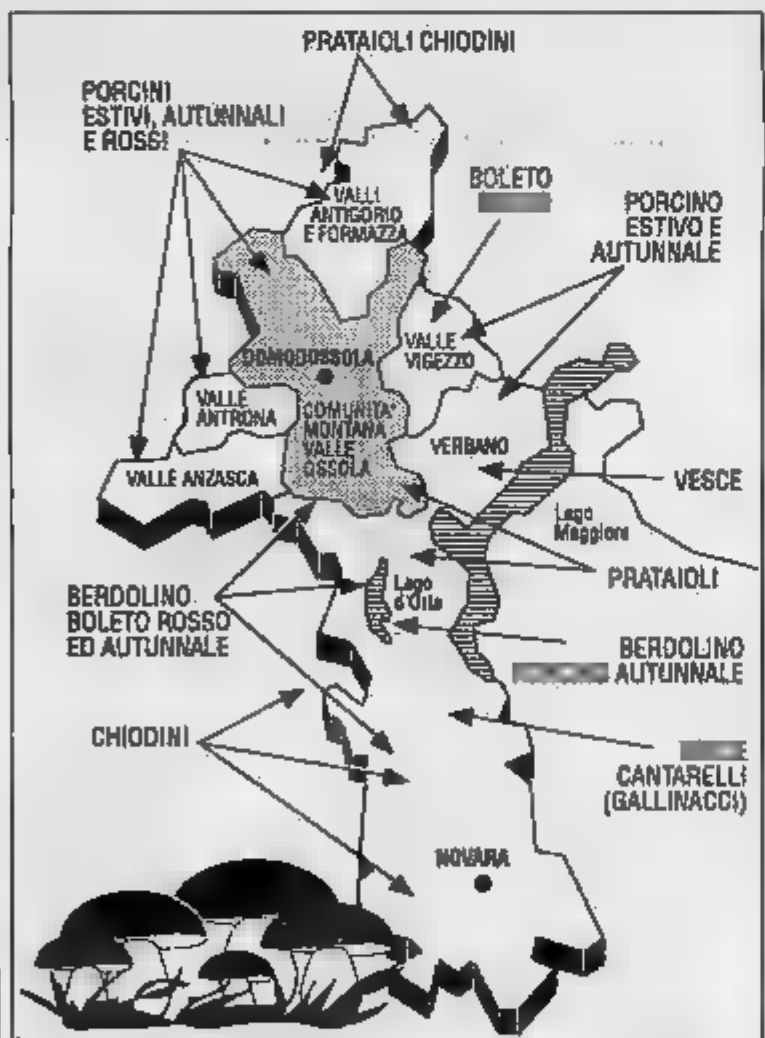 PRATAIOLI CHIODINI
PORCINI
ESTIVI, AUTUNNALI
E ROSSI
BOLETO
PORCINO
ESTIVO E
AUTUNNALE
VALLI
ANTIGORIO
E FORMAZZA
DOMODOSSOLA
VALLE
VIGEZZO
VALLE
ANTRONA
COMUNITA'
MONTANA
VALLE
OSSOLA
VERBANO
VALLE ANZASCA
VESCE
Lago
Maggiore
PRATAIOLI
Lago
d'Orta
BERDOLINO
BOLETO ROSSO
ED AUTUNNALE
BERDOLINO
AUTUNNALE
CHIODINI
CANTARELLI
(GALLINACCI)
NOVARA